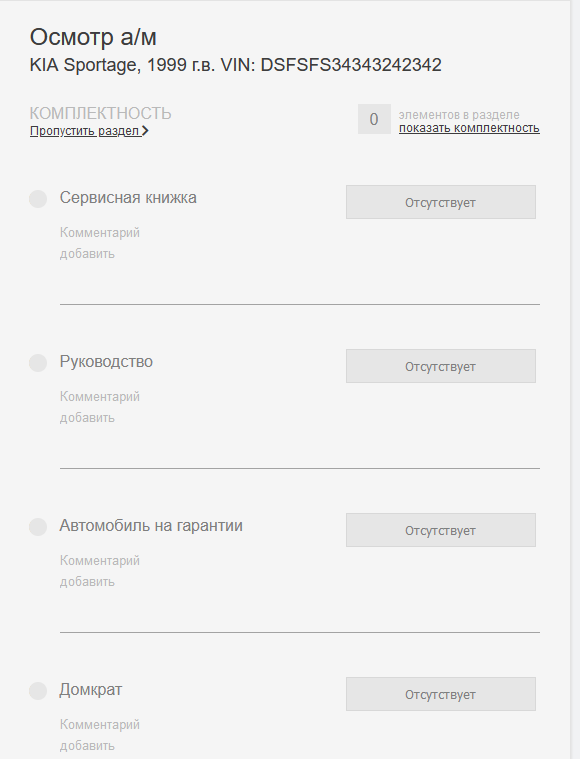 Осмотр а/м
KIA Sportage, 1999 г.в. VIN: DSFSFS34343242342
КОМПЛЕКТНОСТЬ
Пропустить раздел
0
элементов в разделе
показать комплектность
Сервисная книжка
Отсутствует
Комментарий
добавить
Руководство
Отсутствует
Комментарий
добавить
Автомобиль на гарантии
Отсутствует
Комментарий
добавить
Домкрат
Отсутствует
Комментарий
добавить